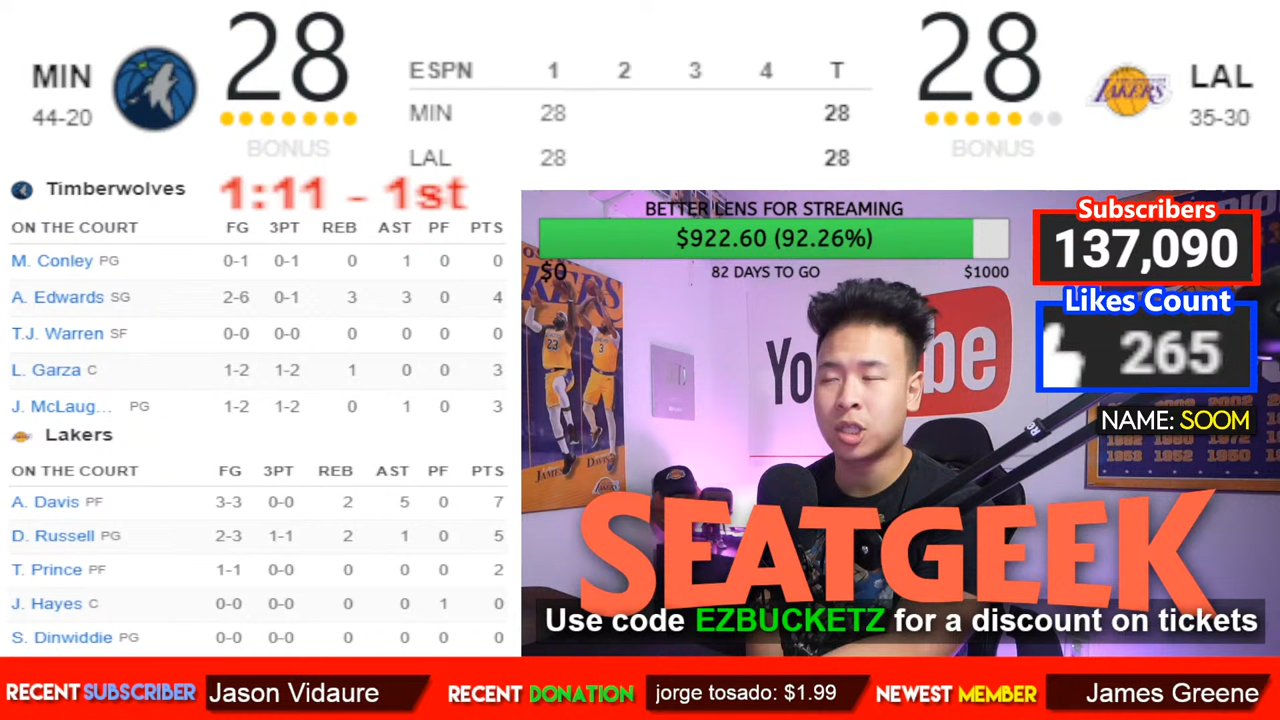 MIN
44-20
28
BONUS
ESPN 1 2 3 4 T
MIN 28 28
LAL 28 28
28
BONUS
LAKERS
LAL
35-30
Timberwolves
1:11 - 1st
ON THE COURT FG 3PT REB AST PF PTS
M. Conley PG 0-1 0-1 0 1 0 0
A. Edwards SG 2-6 0-1 3 3 0 4
T.J. Warren SF 0-0 0-0 0 0 0 0
L. Garza C 1-2 1-2 1 0 0 3
J. McLaug... PG 1-2 1-2 0 1 0 3
Lakers
ON THE COURT FG 3PT REB AST PF PTS
A. Davis PF 3-3 0-0 2 5 0 7
D. Russell PG 2-3 1-1 2 1 0 5
T. Prince PF 1-1 0-0 0 0 0 2
J. Hayes C 0-0 0-0 0 0 1 0
S. Dinwiddie PG 0-0 0-0 0 0 0 0
BETTER LENS FOR STREAMING
$922.60 (92.26%)
$0 82 DAYS TO GO $1000
Subscribers
137,090
Likes Count
265
NAME: SOOM
LAKERS
23
3
JAMES DAVIS
LAKERS
Yo be
SEATGEEK
Use code EZBUCKETZ for a discount on tickets
RECENT SUBSCRIBER Jason Vidaure
RECENT DONATION jorge tosado: $1.99
NEWEST MEMBER James Greene